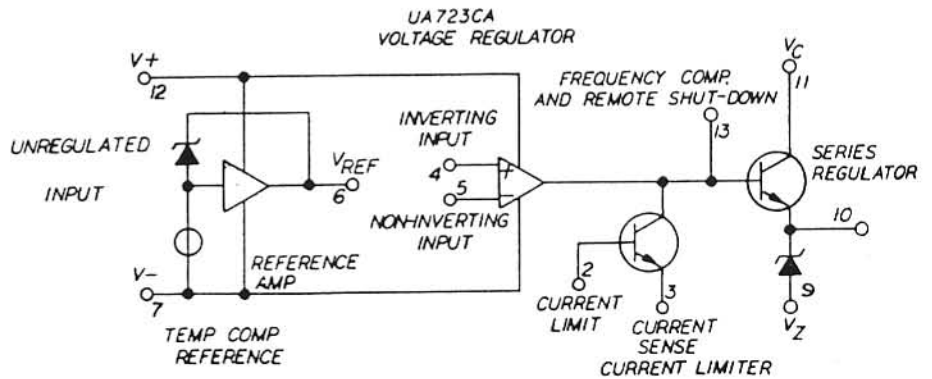 UA723CA
VOLTAGE REGULATOR
V+
12
UNREGULATED
INPUT
V-
7
TEMP COMP
REFERENCE
REFERENCE
AMP
VREF
6
INVERTING
INPUT
4
+
5
-
NON-INVERTING
INPUT
FREQUENCY COMP.
AND REMOTE SHUT-DOWN
13
2
CURRENT
LIMIT
3
CURRENT
SENSE
CURRENT LIMITER
VC
11
SERIES
REGULATOR
10
9
VZ